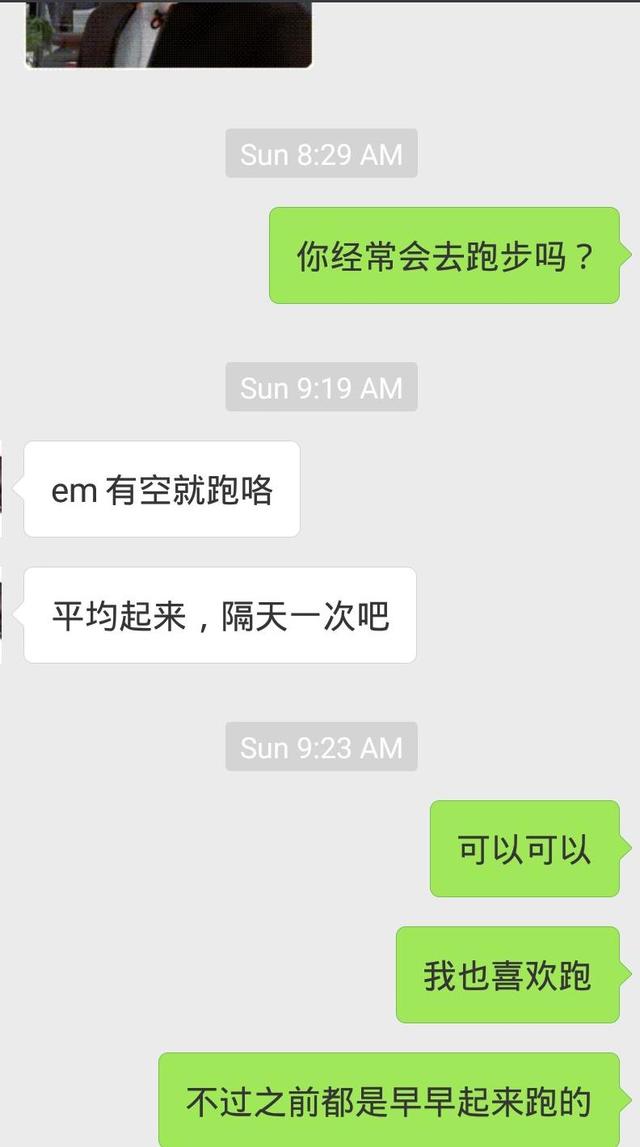 Sun 8:29 AM
你经常会去跑步吗？
Sun 9:19 AM
em 有空就跑咯
平均起来，隔天一次吧
Sun 9:23 AM
可以可以
我也喜欢跑
不过之前都是早早起来跑的